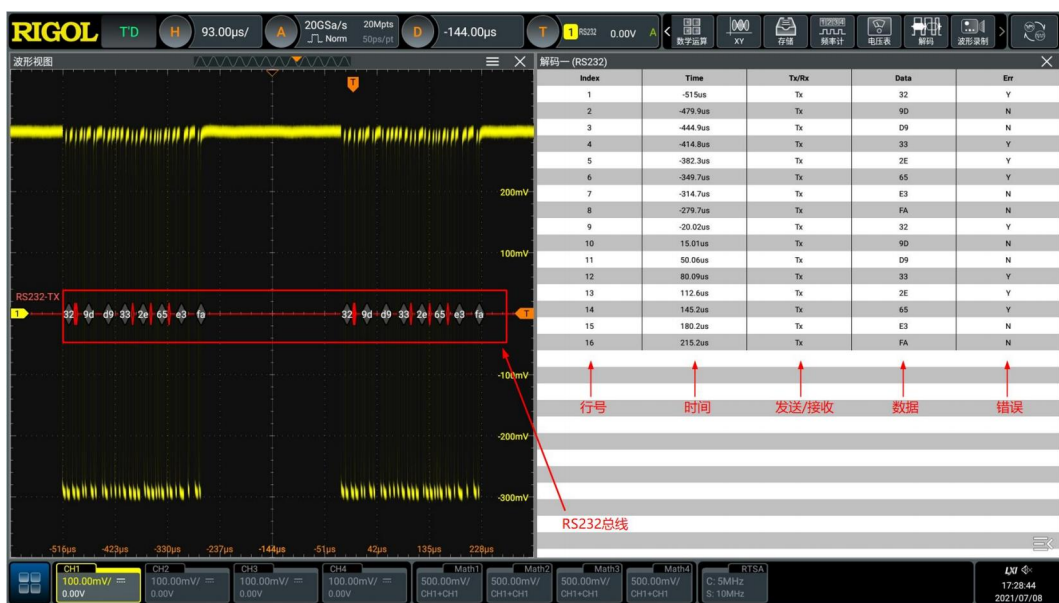 RIGOL T'D H 93.00μs/ A 20GSa/s 20Mpts D -144.00μs T 1 RS232 0.00V A 数学运算 XY 存储 频率计 电压表 解码 波形录制
Norm 50ps/pt
波形视图
解码一 (RS232)
Index Time Tx/Rx Data Err
1 -515us Tx 32 Y
2 -479.9us Tx 9D N
3 -444.9us Tx D9 N
4 -414.8us Tx 33 Y
5 -382.3us Tx 2E Y
6 -349.7us Tx 65 Y
7 -314.7us Tx E3 N
8 -279.7us Tx FA N
9 -20.02us Tx 32 Y
10 15.01us Tx 9D N
11 50.06us Tx D9 N
12 80.09us Tx 33 Y
13 112.6us Tx 2E Y
14 145.2us Tx 65 Y
15 180.2us Tx E3 N
16 215.2us Tx FA N
行号 时间 发送/接收 数据 错误
T
200mV
100mV
RS232-TX
1 32 9d d9 33 2e 65 e3 fa 32 9d d9 33 2e 65 e3 fa T
-100mV
-200mV
-300mV
RS232总线
-516μs -423μs -330μs -237μs -144μs -51μs 42μs 135μs 228μs
CH1 CH2 CH3 CH4 Math1 Math2 Math3 Math4 RTSA
100.00mV/ 100.00mV/ 100.00mV/ 100.00mV/ 500.00mV/ 500.00mV/ 500.00mV/ 500.00mV/ C: 5MHz
0.00V 0.00V 0.00V 0.00V CH1+CH1 CH1+CH1 CH1+CH1 CH1+CH1 S: 10MHz
LXI
17:28:44
2021/07/08